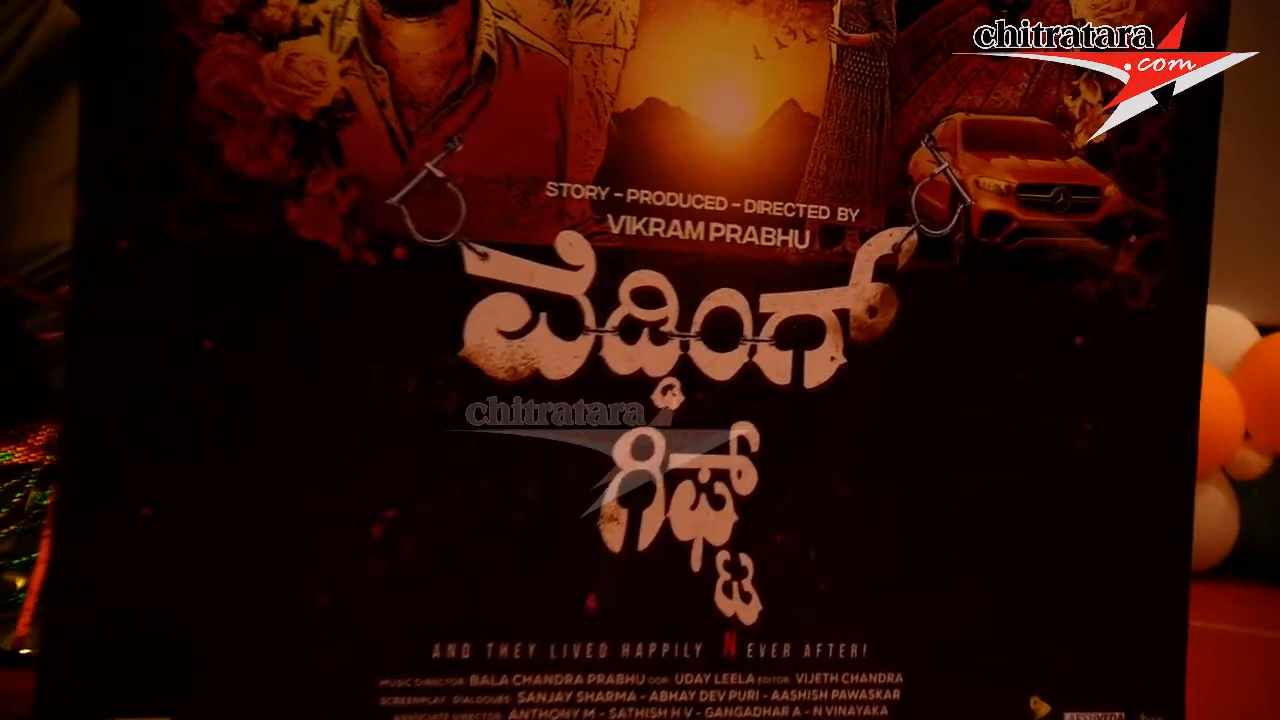 chitratara
.com
STORY - PRODUCED - DIRECTED BY
VIKRAM PRABHU
ವೆಡ್ಡಿಂಗ್
chitratara
ಗಿಫ್ಟ್
AND THEY LIVED HAPPILY NEVER AFTER!
MUSIC DIRECTOR: BALA CHANDRA PRABHU DOP: UDAY LEELA EDITOR: VIJETH CHANDRA
SCREENPLAY DIALOGUES: SANJAY SHARMA - ABHAY DEV PURI - AASHISH PAWASKAR
ASSOCIATE DIRECTOR: ANTHONY M - SATHISH H V - GANGADHAR A - N VINAYAKA